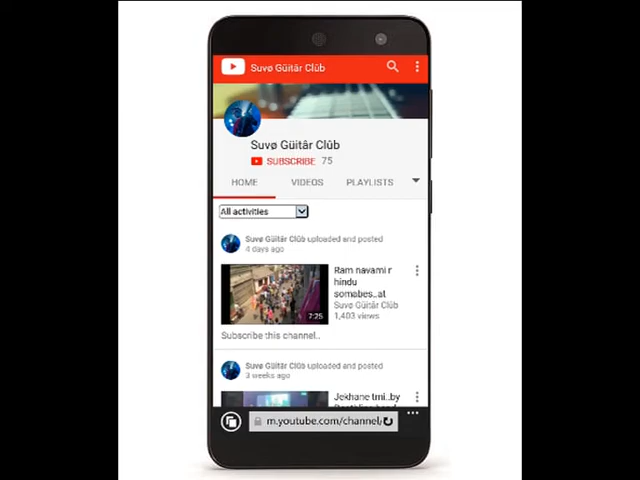 Suvø Güitâr Clûb
Suvø Güitâr Clûb
SUBSCRIBE 75
HOME VIDEOS PLAYLISTS
All activities
Suvø Güitâr Clûb uploaded and posted
4 days ago
Ram navami r
hindu
somabes..at
Suvø Güitâr Clûb
1,403 views
7:25
Subscribe this channel..
Suvø Güitâr Clûb uploaded and posted
3 weeks ago
Jekhane tmi..by
m.youtube.com/channel/